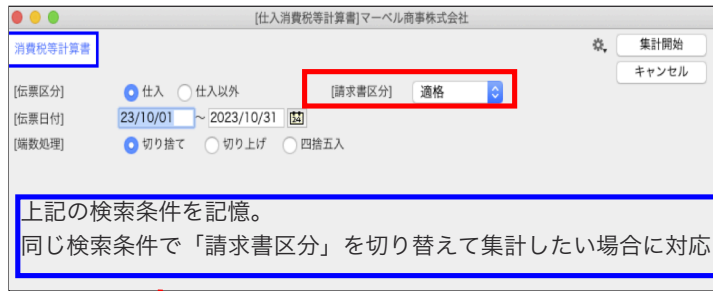 [仕入消費税等計算書]マーベル商事株式会社
消費税等計算書
集計開始
キャンセル
[伝票区分] 仕入 仕入以外 [請求書区分] 適格
[伝票日付] 23/10/01 ~ 2023/10/31
[端数処理] 切り捨て 切り上げ 四捨五入
上記の検索条件を記憶。
同じ検索条件で「請求書区分」を切り替えて集計したい場合に対応